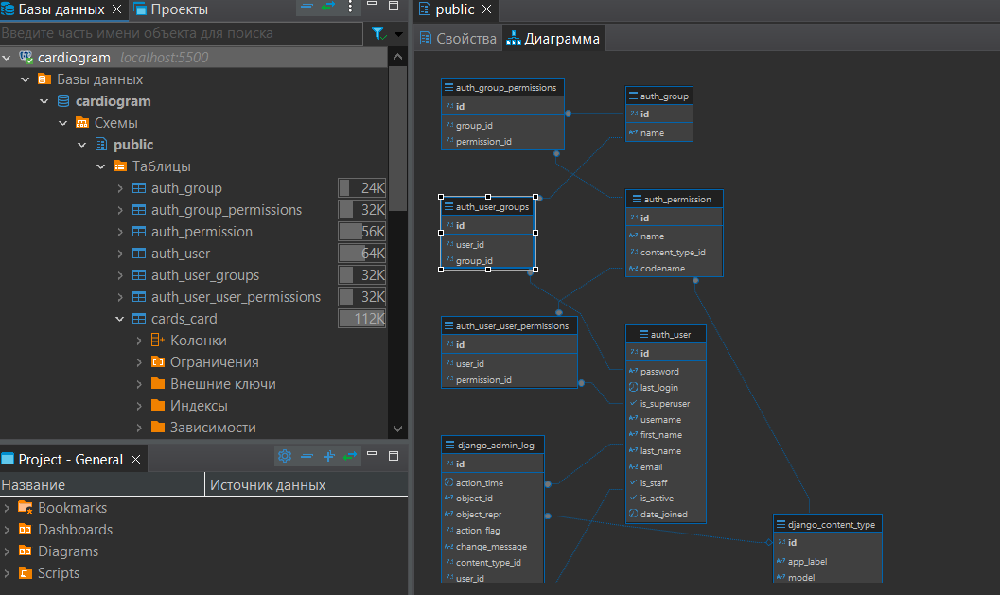 Базы данных
Проекты
Введите часть имени объекта для поиска
cardiogram localhost:5500
Базы данных
cardiogram
Схемы
public
Таблицы
auth_group 24K
auth_group_permissions 32K
auth_permission 56K
auth_user 64K
auth_user_groups 32K
auth_user_user_permissions 32K
cards_card 112K
Колонки
Ограничения
Внешние ключи
Индексы
Зависимости
Project - General
Название Источник данных
Bookmarks
Dashboards
Diagrams
Scripts
public
Свойства Диаграмма
auth_group_permissions
id
group_id
permission_id
auth_group
id
name
auth_user_groups
id
user_id
group_id
auth_permission
id
name
content_type_id
codename
auth_user_user_permissions
id
user_id
permission_id
auth_user
id
password
last_login
is_superuser
username
first_name
last_name
email
is_staff
is_active
date_joined
django_admin_log
id
action_time
object_id
object_repr
action_flag
change_message
content_type_id
user_id
django_content_type
id
app_label
model